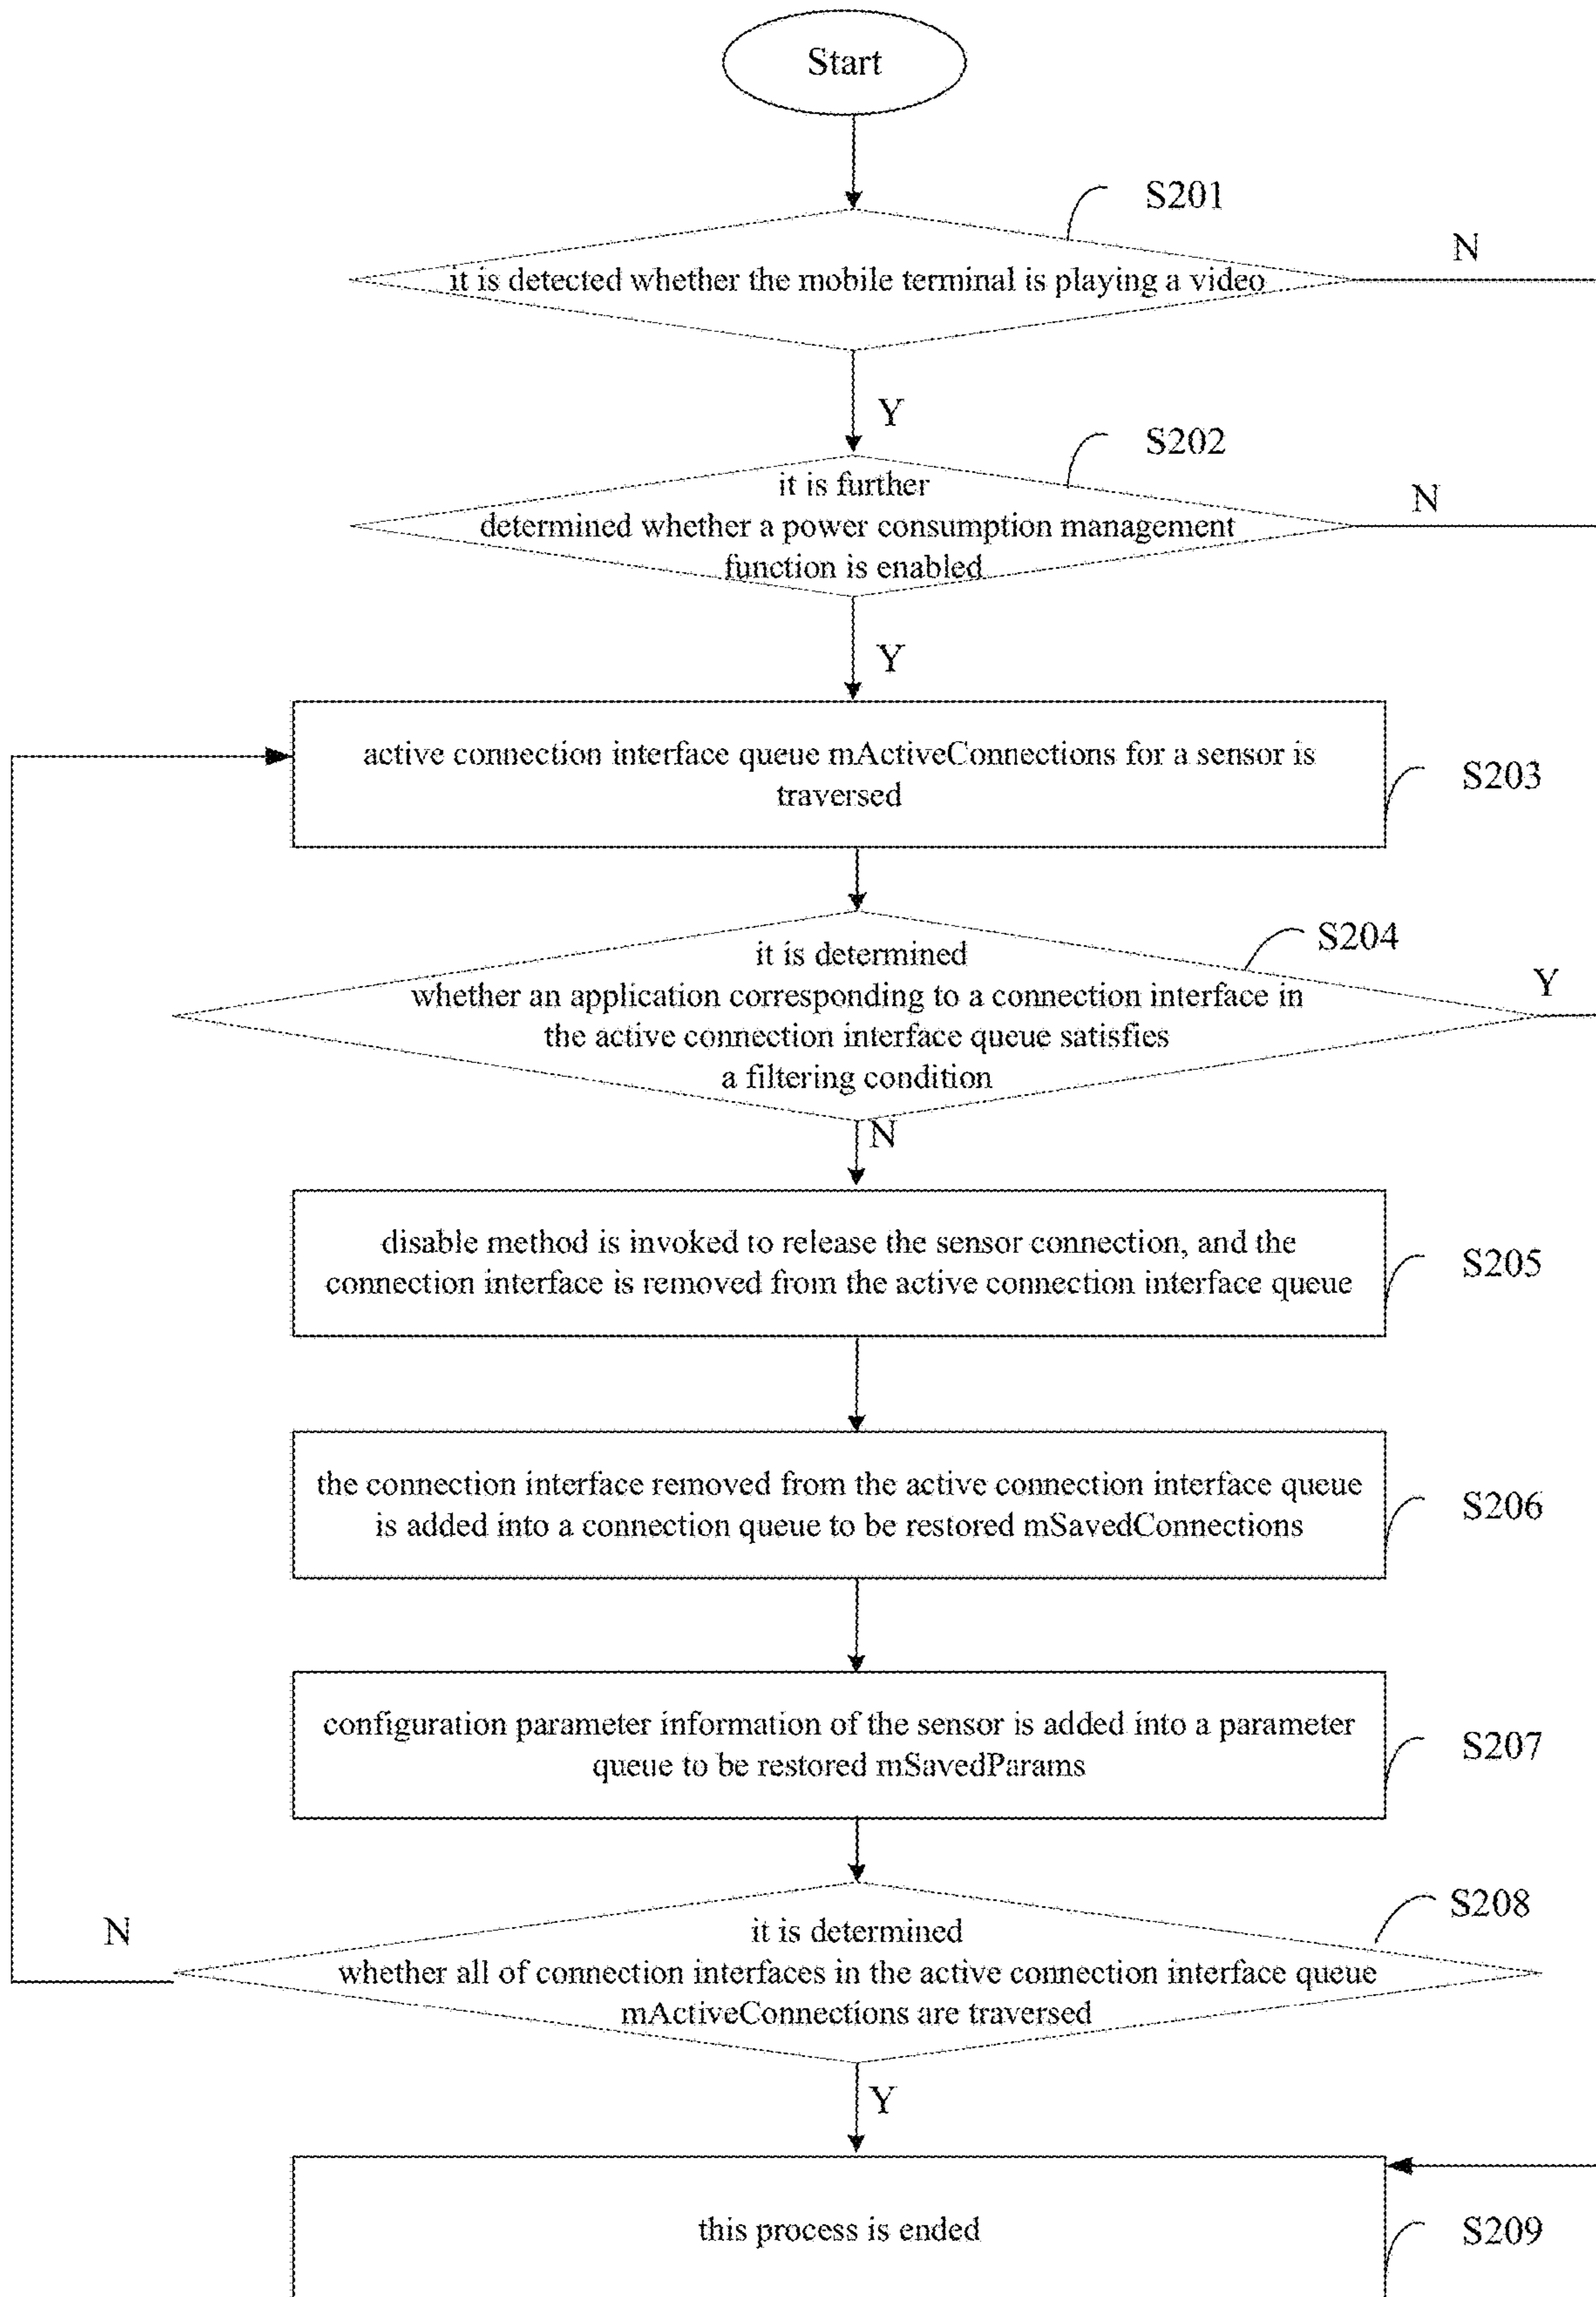 Start
S201
it is detected whether the mobile terminal is playing a video
N
Y
S202
it is further
determined whether a power consumption management
function is enabled
N
Y
active connection interface queue mActiveConnections for a sensor is
traversed
S203
S204
it is determined
whether an application corresponding to a connection interface in
the active connection interface queue satisfies
a filtering condition
Y
N
disable method is invoked to release the sensor connection, and the
connection interface is removed from the active connection interface queue
S205
the connection interface removed from the active connection interface queue
is added into a connection queue to be restored mSavedConnections
S206
configuration parameter information of the sensor is added into a parameter
queue to be restored mSavedParams
S207
S208
N
it is determined
whether all of connection interfaces in the active connection interface queue
mActiveConnections are traversed
Y
this process is ended
S209